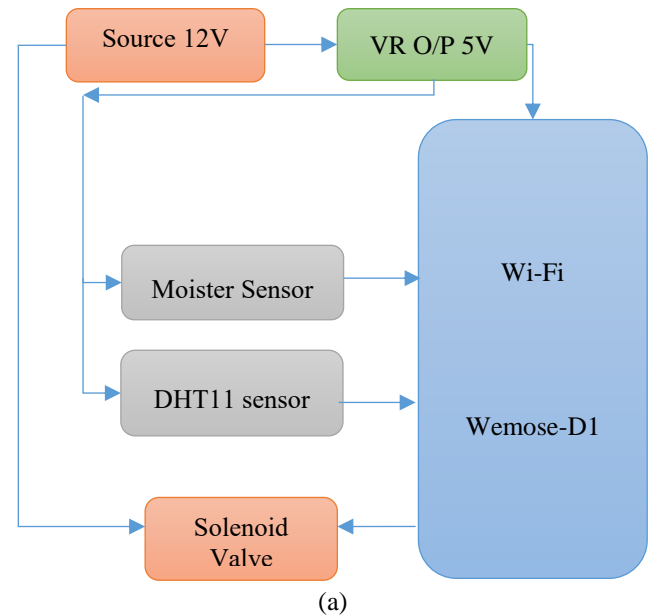 Source 12V
VR O/P 5V
Wi-Fi
Moister Sensor
DHT11 sensor
Wemose-D1
Solenoid
Valve
(a)